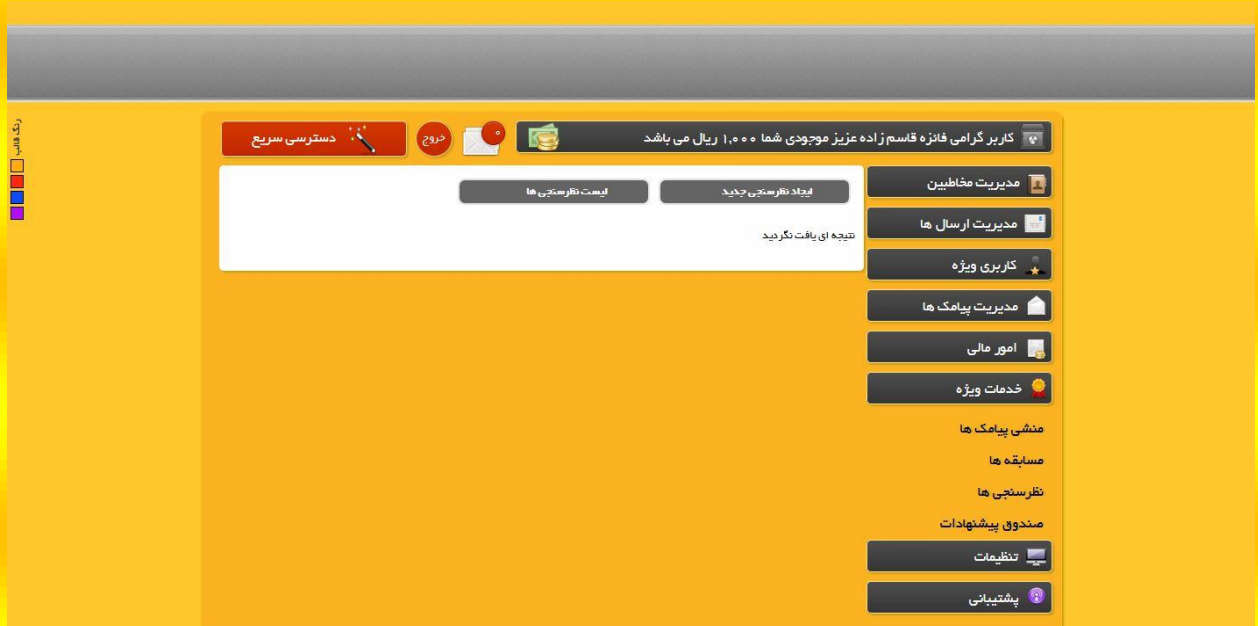 رنگ قالب
کاربر گرامی فائزه قاسم زاده عزیز موجودی شما ۱,۰۰۰ ریال می باشد
۰
خروج
دسترسی سریع
مدیریت مخاطبین
مدیریت ارسال ها
کاربری ویژه
مدیریت پیامک ها
امور مالی
خدمات ویژه
منشی پیامک ها
مسابقه ها
نظرسنجی ها
صندوق پیشنهادات
تنظیمات
پشتیبانی
ایجاد نظرسنجی جدید
لیست نظرسنجی ها
نتیجه ای یافت نگردید